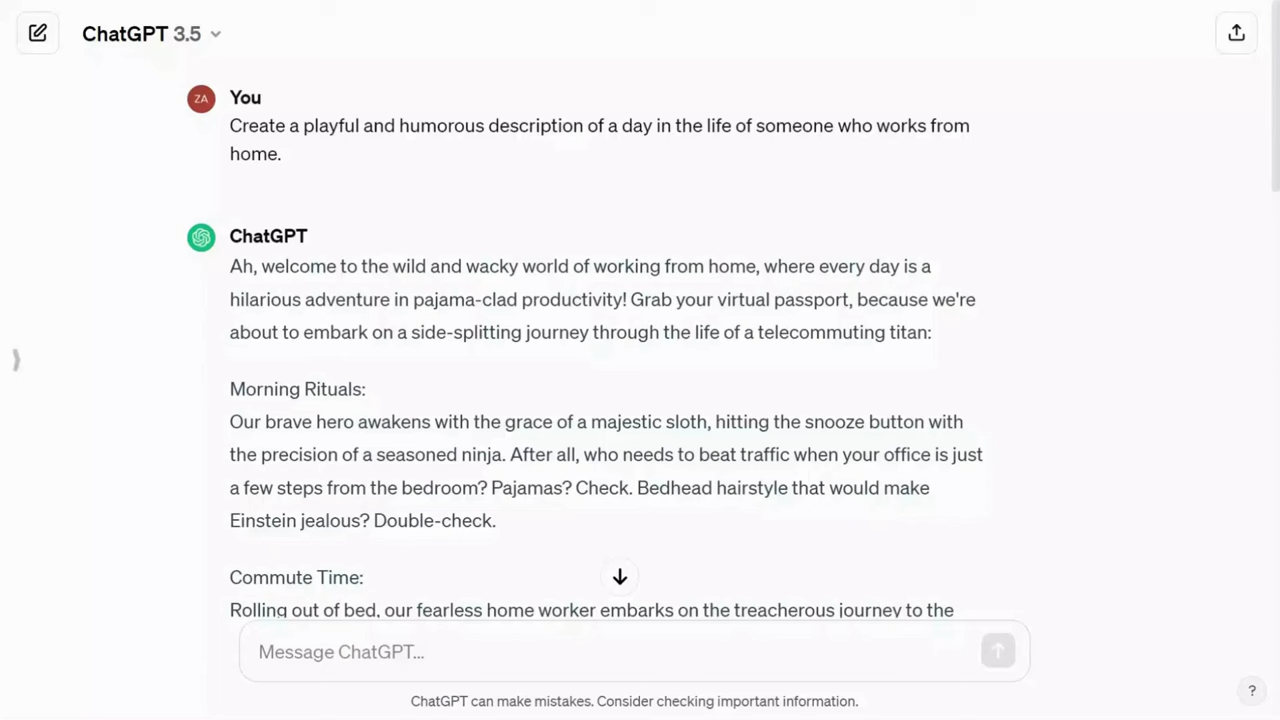 ChatGPT 3.5
ZA
You
Create a playful and humorous description of a day in the life of someone who works from
home.
ChatGPT
Ah, welcome to the wild and wacky world of working from home, where every day is a
hilarious adventure in pajama-clad productivity! Grab your virtual passport, because we're
about to embark on a side-splitting journey through the life of a telecommuting titan:
Morning Rituals:
Our brave hero awakens with the grace of a majestic sloth, hitting the snooze button with
the precision of a seasoned ninja. After all, who needs to beat traffic when your office is just
a few steps from the bedroom? Pajamas? Check. Bedhead hairstyle that would make
Einstein jealous? Double-check.
Commute Time:
Rolling out of bed, our fearless home worker embarks on the treacherous journey to the
Message ChatGPT...
ChatGPT can make mistakes. Consider checking important information.
?